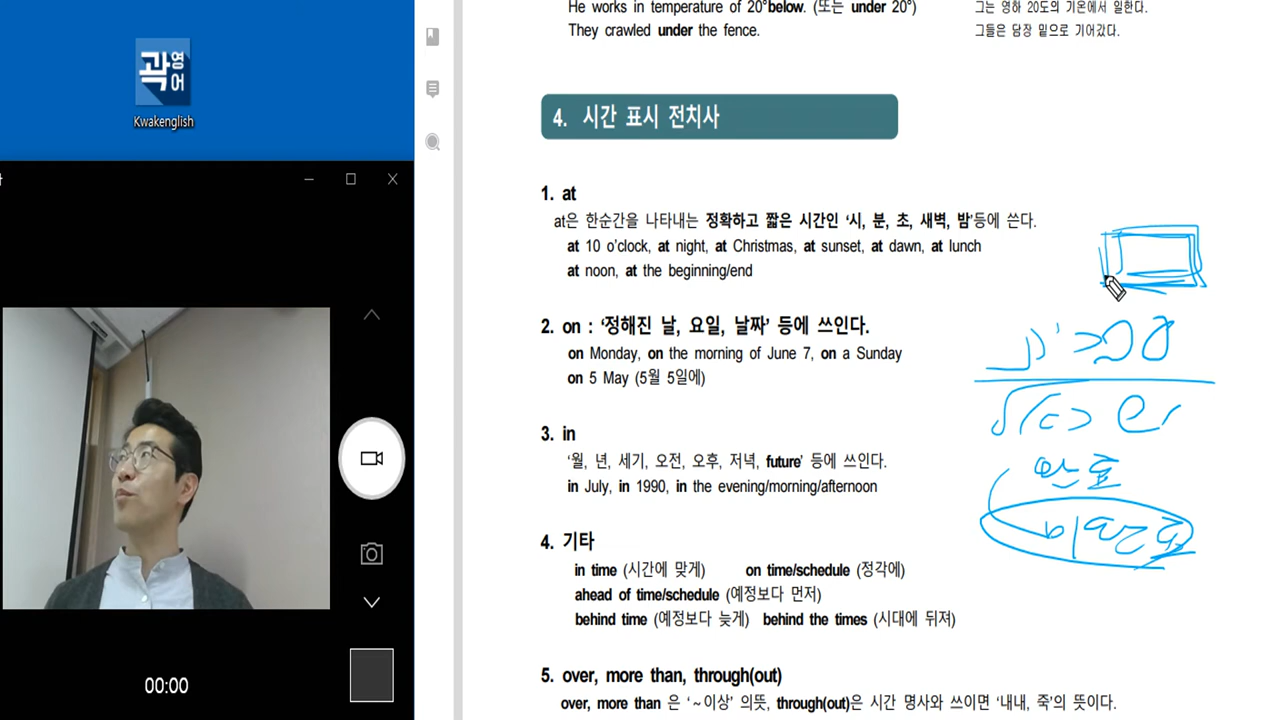 곽영어
Kwakenglish
00:00
He works in temperature of 20°below. (또는 under 20°) 그는 영하 20도의 기온에서 일한다.
They crawled under the fence. 그들은 담장 밑으로 기어갔다.
4. 시간 표시 전치사
1. at
at은 한순간을 나타내는 정확하고 짧은 시간인 ‘시, 분, 초, 새벽, 밤’등에 쓴다.
at 10 o’clock, at night, at Christmas, at sunset, at dawn, at lunch
at noon, at the beginning/end
2. on : ‘정해진 날, 요일, 날짜’ 등에 쓰인다.
on Monday, on the morning of June 7, on a Sunday
on 5 May (5월 5일에)
3. in
‘월, 년, 세기, 오전, 오후, 저녁, future’ 등에 쓰인다.
in July, in 1990, in the evening/morning/afternoon
4. 기타
in time (시간에 맞게) on time/schedule (정각에)
ahead of time/schedule (예정보다 먼저)
behind time (예정보다 늦게) behind the times (시대에 뒤져)
5. over, more than, through(out)
over, more than 은 ‘~이상’ 의뜻, through(out)은 시간 명사와 쓰이면 ‘내내, 죽’의 뜻이다.
완료